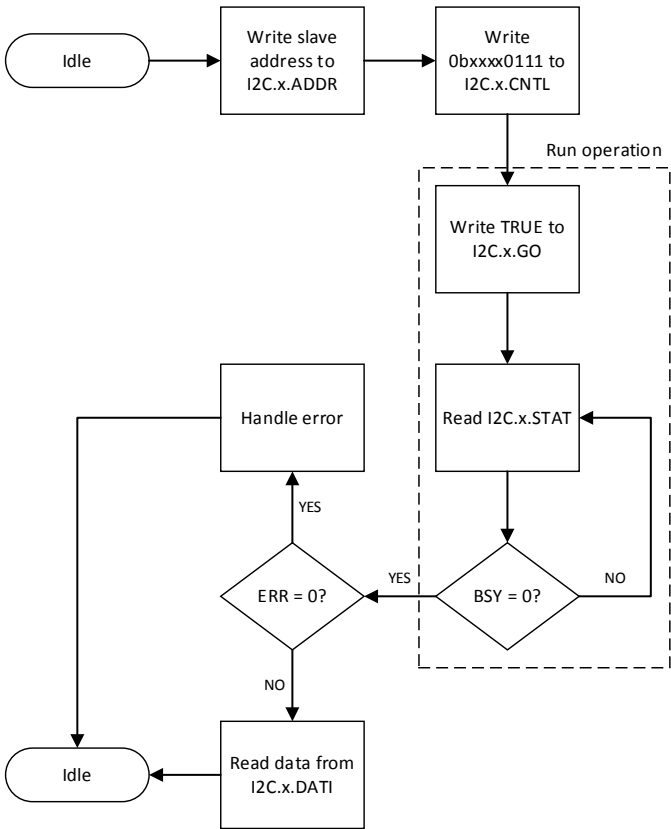 Idle
Write slave
address to
I2C.x.ADDR
Write
0bxxxx0111 to
I2C.x.CNTL
Run operation
Write TRUE to
I2C.x.GO
Handle error
Read I2C.x.STAT
YES
ERR = 0?
YES
BSY = 0?
NO
NO
Idle
Read data from
I2C.x.DATI